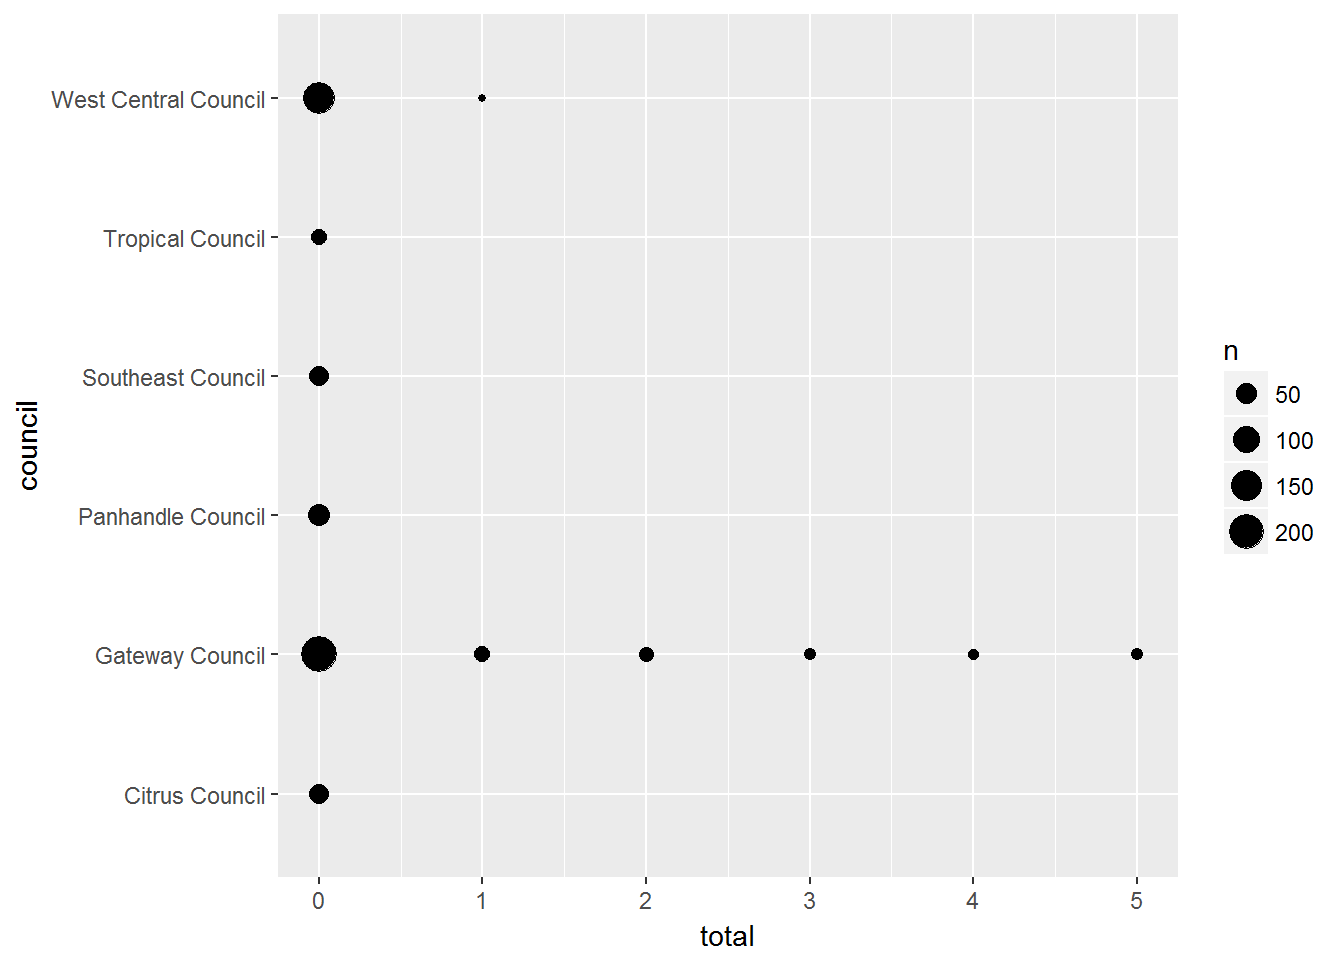 West Central Council
Tropical Council
Southeast Council
Panhandle Council
Gateway Council
Citrus Council
council
0 1 2 3 4 5
total
n
50
100
150
200